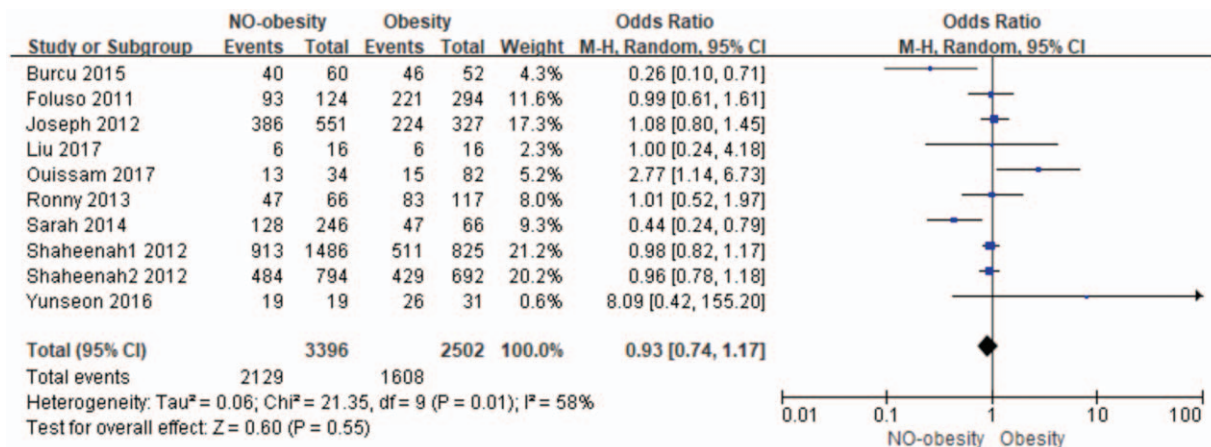 NO-obesity Obesity Odds Ratio Odds Ratio
Study or Subgroup Events Total Events Total Weight M-H, Random, 95% CI M-H, Random, 95% CI
Burcu 2015 40 60 46 52 4.3% 0.26 [0.10, 0.71]
Foluso 2011 93 124 221 294 11.6% 0.99 [0.61, 1.61]
Joseph 2012 386 551 224 327 17.3% 1.08 [0.80, 1.45]
Liu 2017 6 16 6 16 2.3% 1.00 [0.24, 4.18]
Ouissam 2017 13 34 15 82 5.2% 2.77 [1.14, 6.73]
Ronny 2013 47 66 83 117 8.0% 1.01 [0.52, 1.97]
Sarah 2014 128 246 47 66 9.3% 0.44 [0.24, 0.79]
Shaheenah1 2012 913 1486 511 825 21.2% 0.98 [0.82, 1.17]
Shaheenah2 2012 484 794 429 692 20.2% 0.96 [0.78, 1.18]
Yunseon 2016 19 19 26 31 0.6% 8.09 [0.42, 155.20]
Total (95% CI) 3396 2502 100.0% 0.93 [0.74, 1.17]
Total events 2129 1608
Heterogeneity: Tau² = 0.06; Chi² = 21.35, df = 9 (P = 0.01); I² = 58%
Test for overall effect: Z = 0.60 (P = 0.55)
0.01 0.1 1 10 100
NO-obesity Obesity